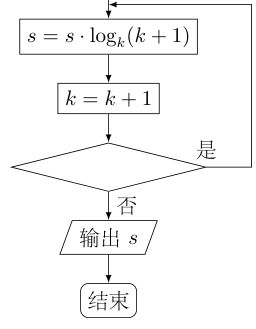 s = s · log_k(k + 1)
k = k + 1
是
否
输出 s
结束